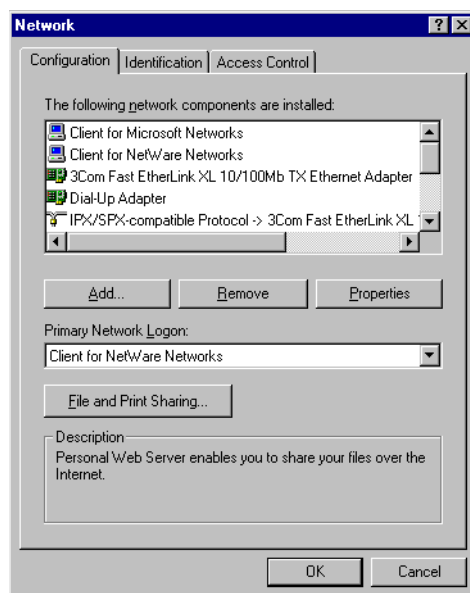 Network
Configuration Identification Access Control
The following network components are installed:
Client for Microsoft Networks
Client for NetWare Networks
3Com Fast EtherLink XL 10/100Mb TX Ethernet Adapter
Dial-Up Adapter
IPX/SPX-compatible Protocol -> 3Com Fast EtherLink XL
Add... Remove Properties
Primary Network Logon:
Client for NetWare Networks
File and Print Sharing...
Description
Personal Web Server enables you to share your files over the
Internet.
OK Cancel